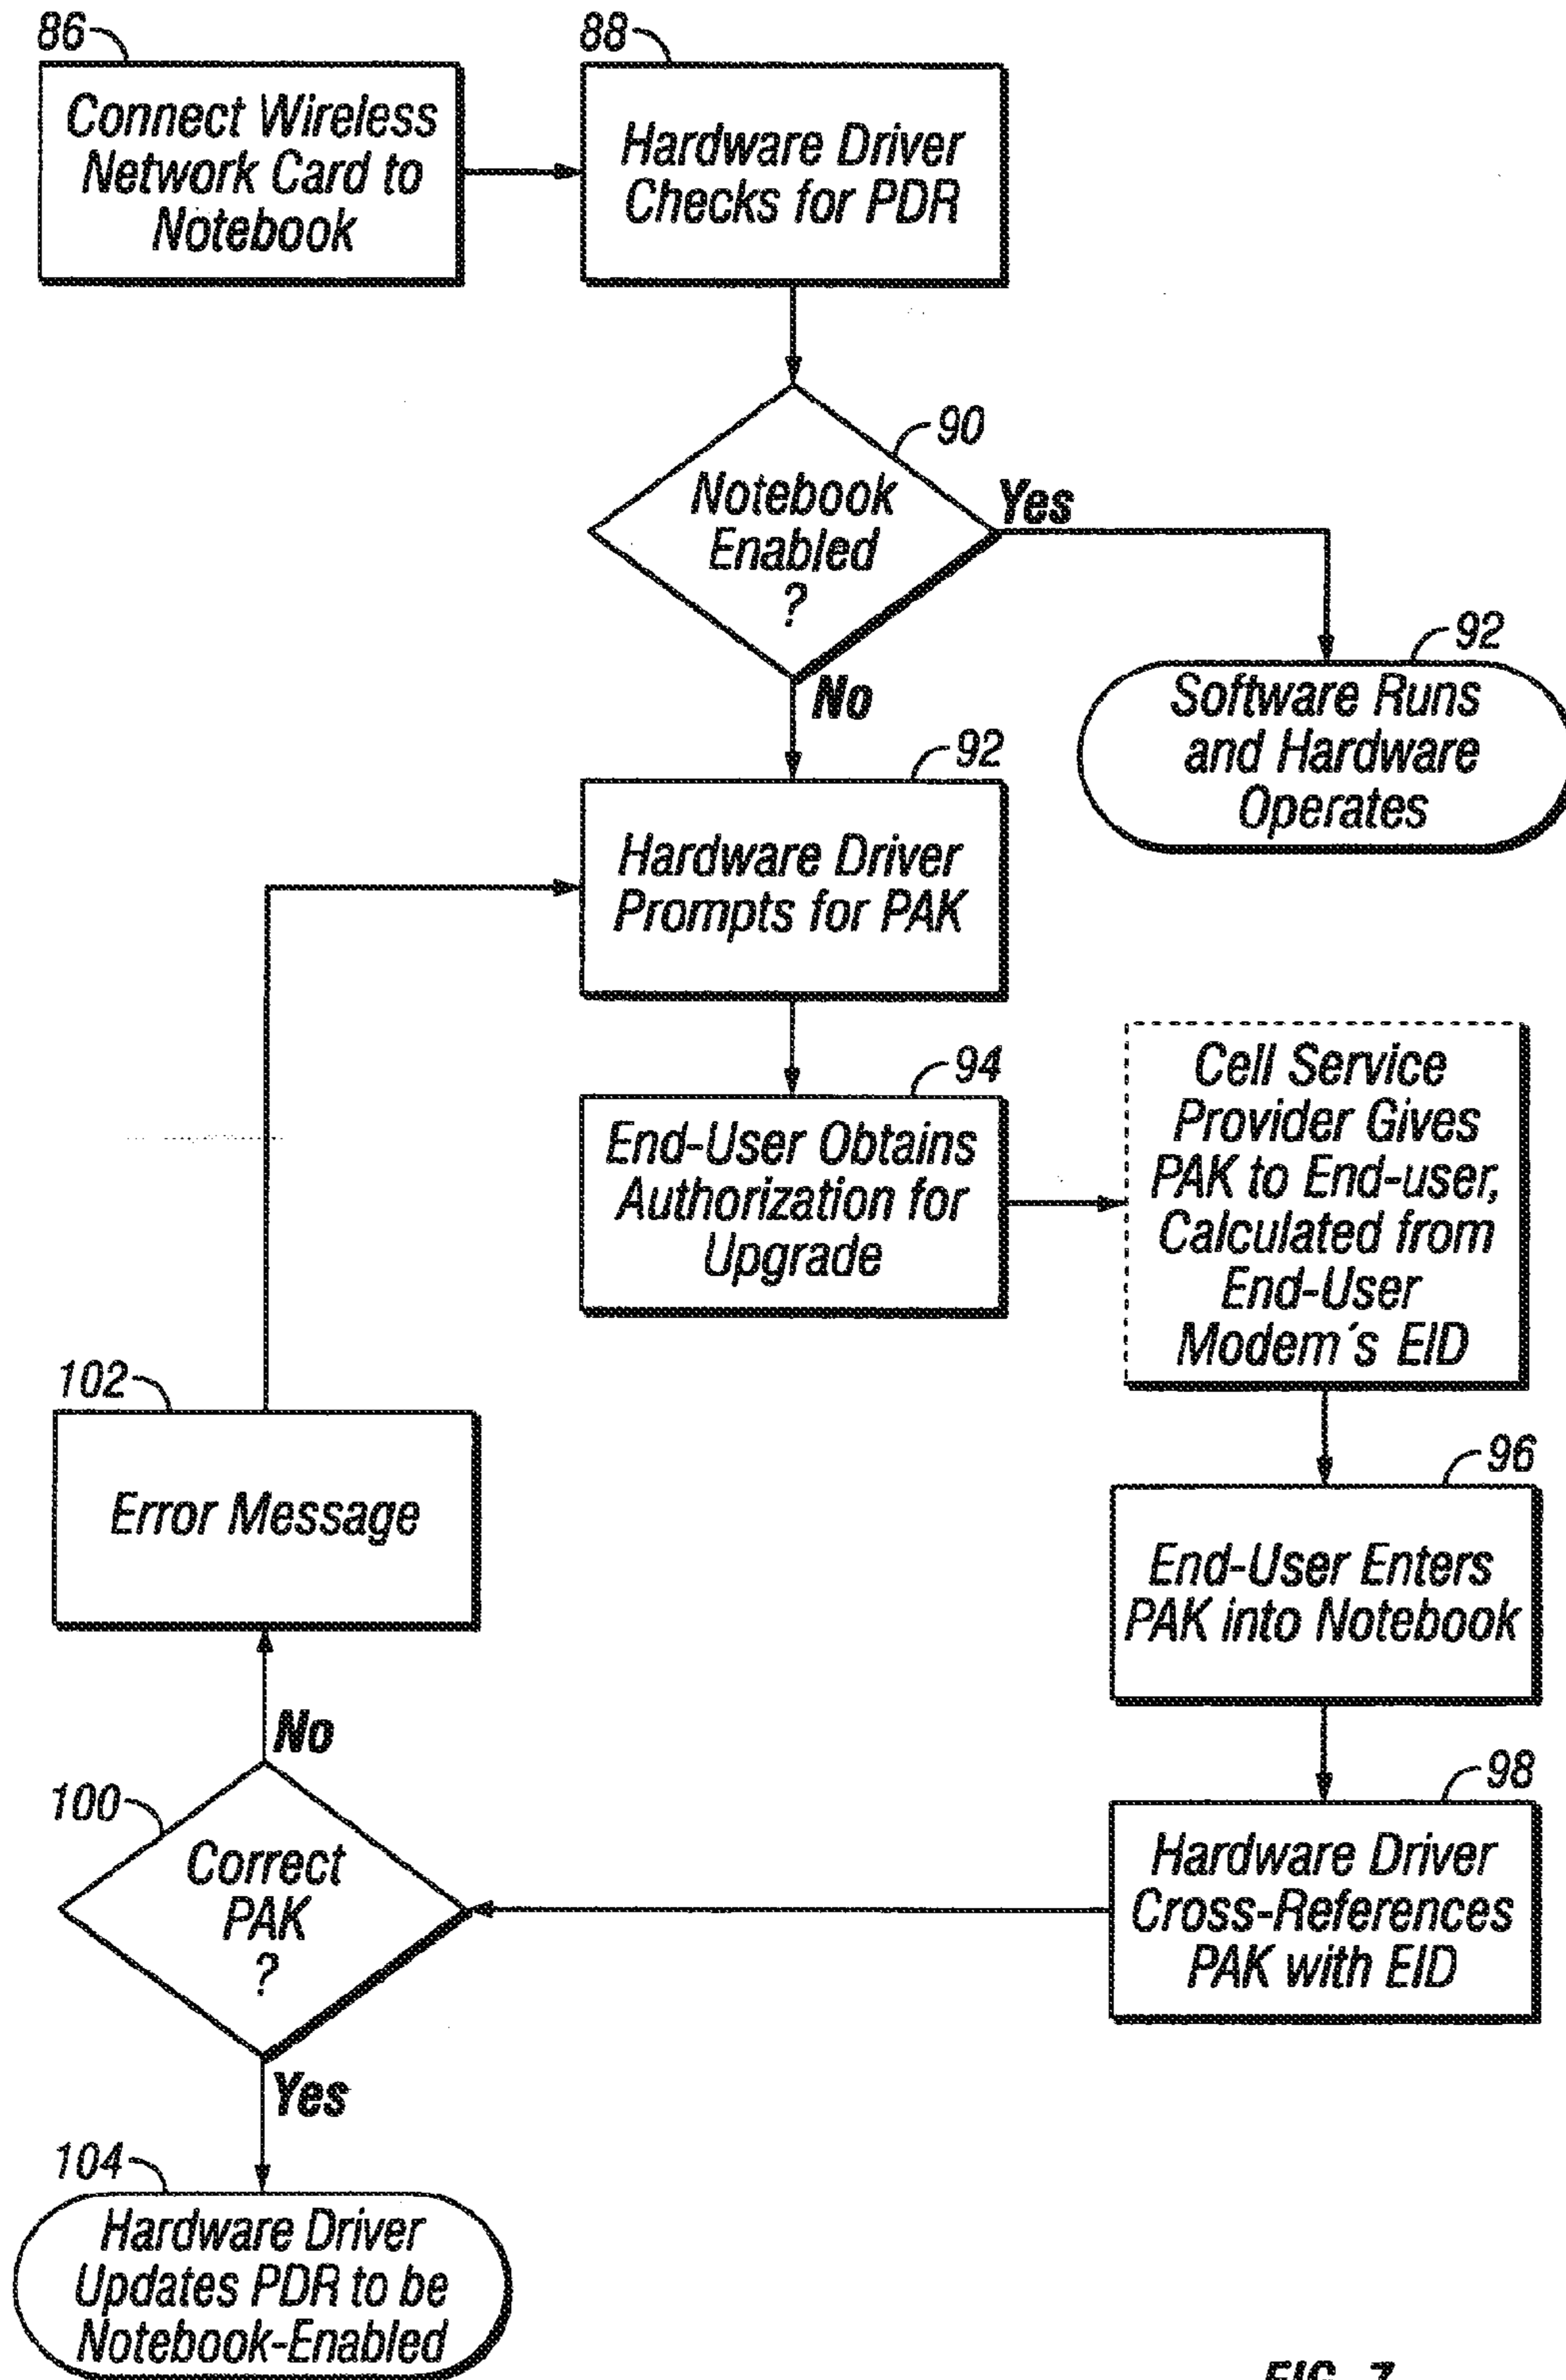 86
Connect Wireless
Network Card to
Notebook
88
Hardware Driver
Checks for PDR
90
Notebook
Enabled
?
Yes
No
92
Software Runs
and Hardware
Operates
92
Hardware Driver
Prompts for PAK
94
End-User Obtains
Authorization for
Upgrade
Cell Service
Provider Gives
PAK to End-user,
Calculated from
End-User
Modem´s EID
96
End-User Enters
PAK into Notebook
98
Hardware Driver
Cross-References
PAK with EID
100
Correct
PAK
?
No
102
Error Message
Yes
104
Hardware Driver
Updates PDR to be
Notebook-Enabled
FIG. 7